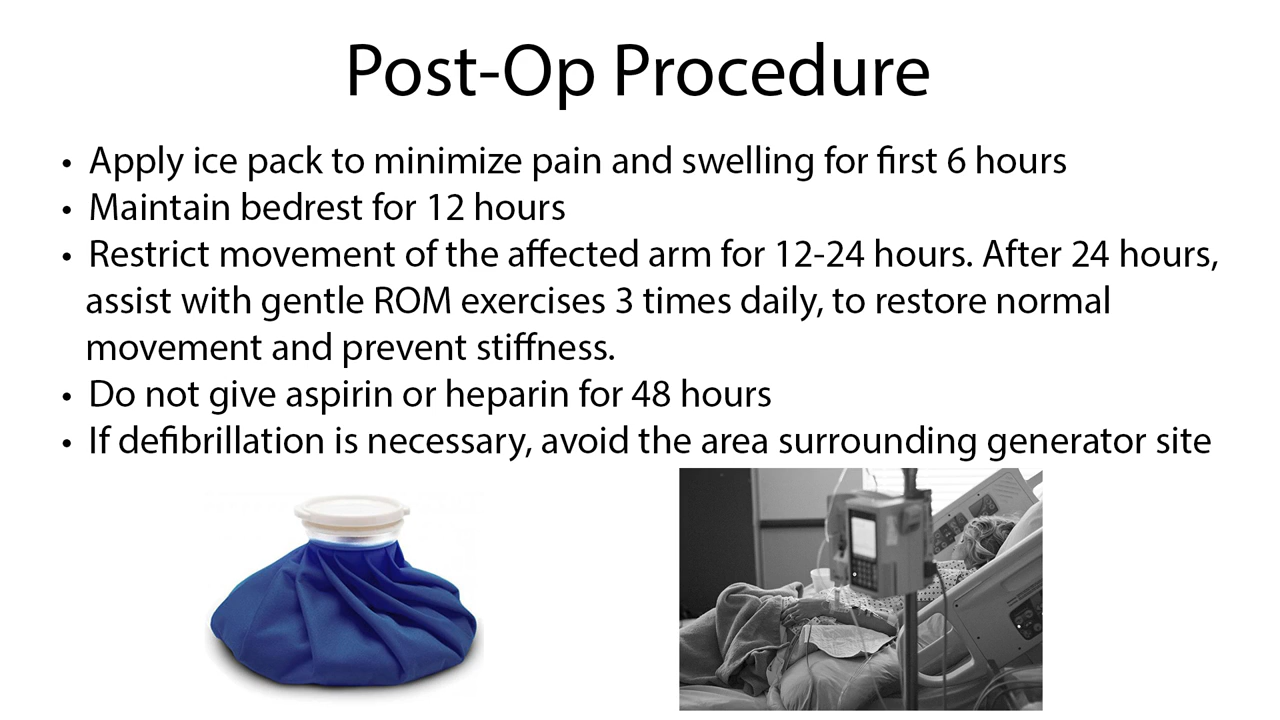 Post-Op Procedure
• Apply ice pack to minimize pain and swelling for first 6 hours
• Maintain bedrest for 12 hours
• Restrict movement of the affected arm for 12-24 hours. After 24 hours,
assist with gentle ROM exercises 3 times daily, to restore normal
movement and prevent stiffness.
• Do not give aspirin or heparin for 48 hours
• If defibrillation is necessary, avoid the area surrounding generator site